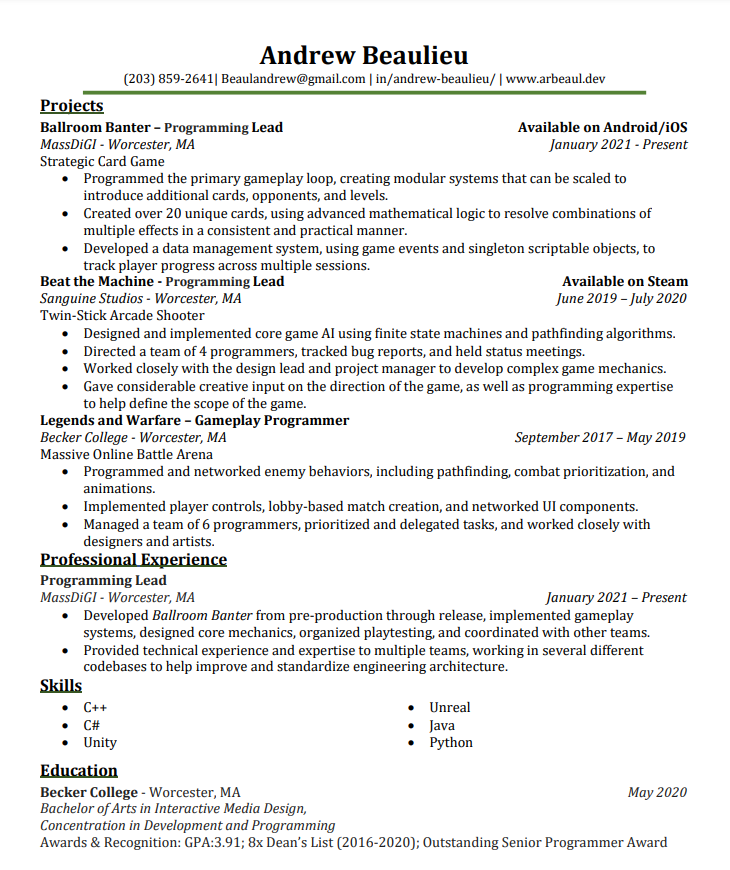 Andrew Beaulieu
(203) 859-2641| Beaulandrew@gmail.com | in/andrew-beaulieu/ | www.arbeaul.dev
Projects
Ballroom Banter – Programming Lead Available on Android/iOS
MassDiGI - Worcester, MA January 2021 - Present
Strategic Card Game
• Programmed the primary gameplay loop, creating modular systems that can be scaled to
introduce additional cards, opponents, and levels.
• Created over 20 unique cards, using advanced mathematical logic to resolve combinations of
multiple effects in a consistent and practical manner.
• Developed a data management system, using game events and singleton scriptable objects, to
track player progress across multiple sessions.
Beat the Machine - Programming Lead Available on Steam
Sanguine Studios - Worcester, MA June 2019 – July 2020
Twin-Stick Arcade Shooter
• Designed and implemented core game AI using finite state machines and pathfinding algorithms.
• Directed a team of 4 programmers, tracked bug reports, and held status meetings.
• Worked closely with the design lead and project manager to develop complex game mechanics.
• Gave considerable creative input on the direction of the game, as well as programming expertise
to help define the scope of the game.
Legends and Warfare – Gameplay Programmer
Becker College - Worcester, MA September 2017 – May 2019
Massive Online Battle Arena
• Programmed and networked enemy behaviors, including pathfinding, combat prioritization, and
animations.
• Implemented player controls, lobby-based match creation, and networked UI components.
• Managed a team of 6 programmers, prioritized and delegated tasks, and worked closely with
designers and artists.
Professional Experience
Programming Lead
MassDiGI - Worcester, MA January 2021 – Present
• Developed Ballroom Banter from pre-production through release, implemented gameplay
systems, designed core mechanics, organized playtesting, and coordinated with other teams.
• Provided technical experience and expertise to multiple teams, working in several different
codebases to help improve and standardize engineering architecture.
Skills
• C++
• C#
• Unity
• Unreal
• Java
• Python
Education
Becker College - Worcester, MA May 2020
Bachelor of Arts in Interactive Media Design,
Concentration in Development and Programming
Awards & Recognition: GPA:3.91; 8x Dean’s List (2016-2020); Outstanding Senior Programmer Award